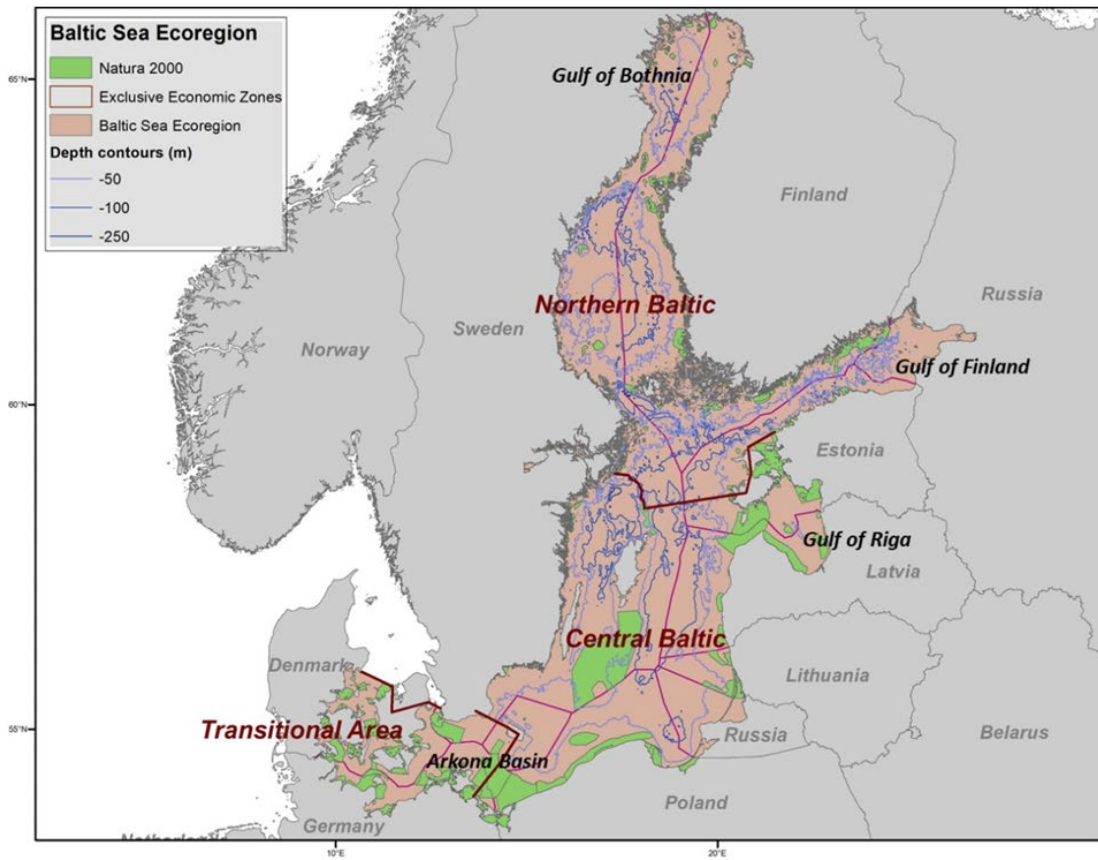 Baltic Sea Ecoregion
Natura 2000
Exclusive Economic Zones
Baltic Sea Ecoregion
Depth contours (m)
-50
-100
-250
65°N
60°N
55°N
10°E
20°E
Gulf of Bothnia
Finland
Russia
Northern Baltic
Sweden
Norway
Gulf of Finland
Estonia
Gulf of Riga
Latvia
Central Baltic
Denmark
Lithuania
Transitional Area
Russia
Belarus
Arkona Basin
Poland
Germany
Netherlands